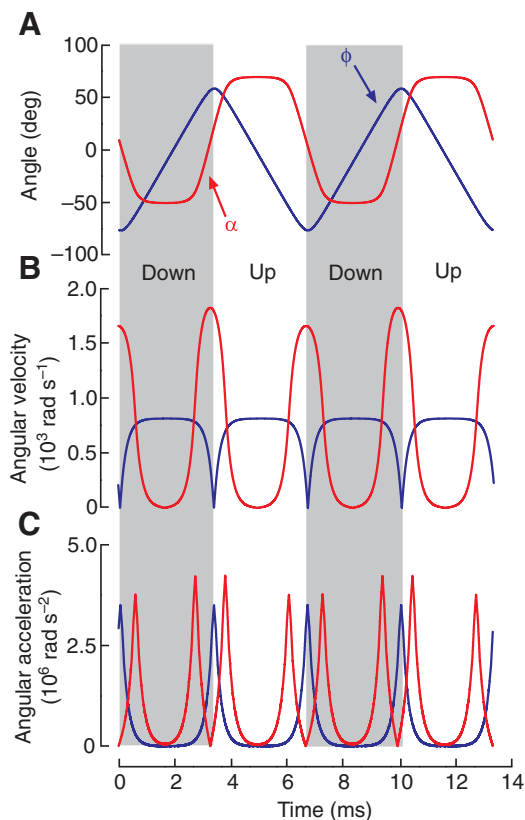 A
100
50
0
–50
–100
Angle (deg)
ϕ
α
B
Down Up Down Up
2.0
1.5
1.0
0.5
0
Angular velocity
(10³ rad s⁻¹)
C
5.0
2.5
0
Angular acceleration
(10⁶ rad s⁻²)
0 2 4 6 8 10 12 14
Time (ms)